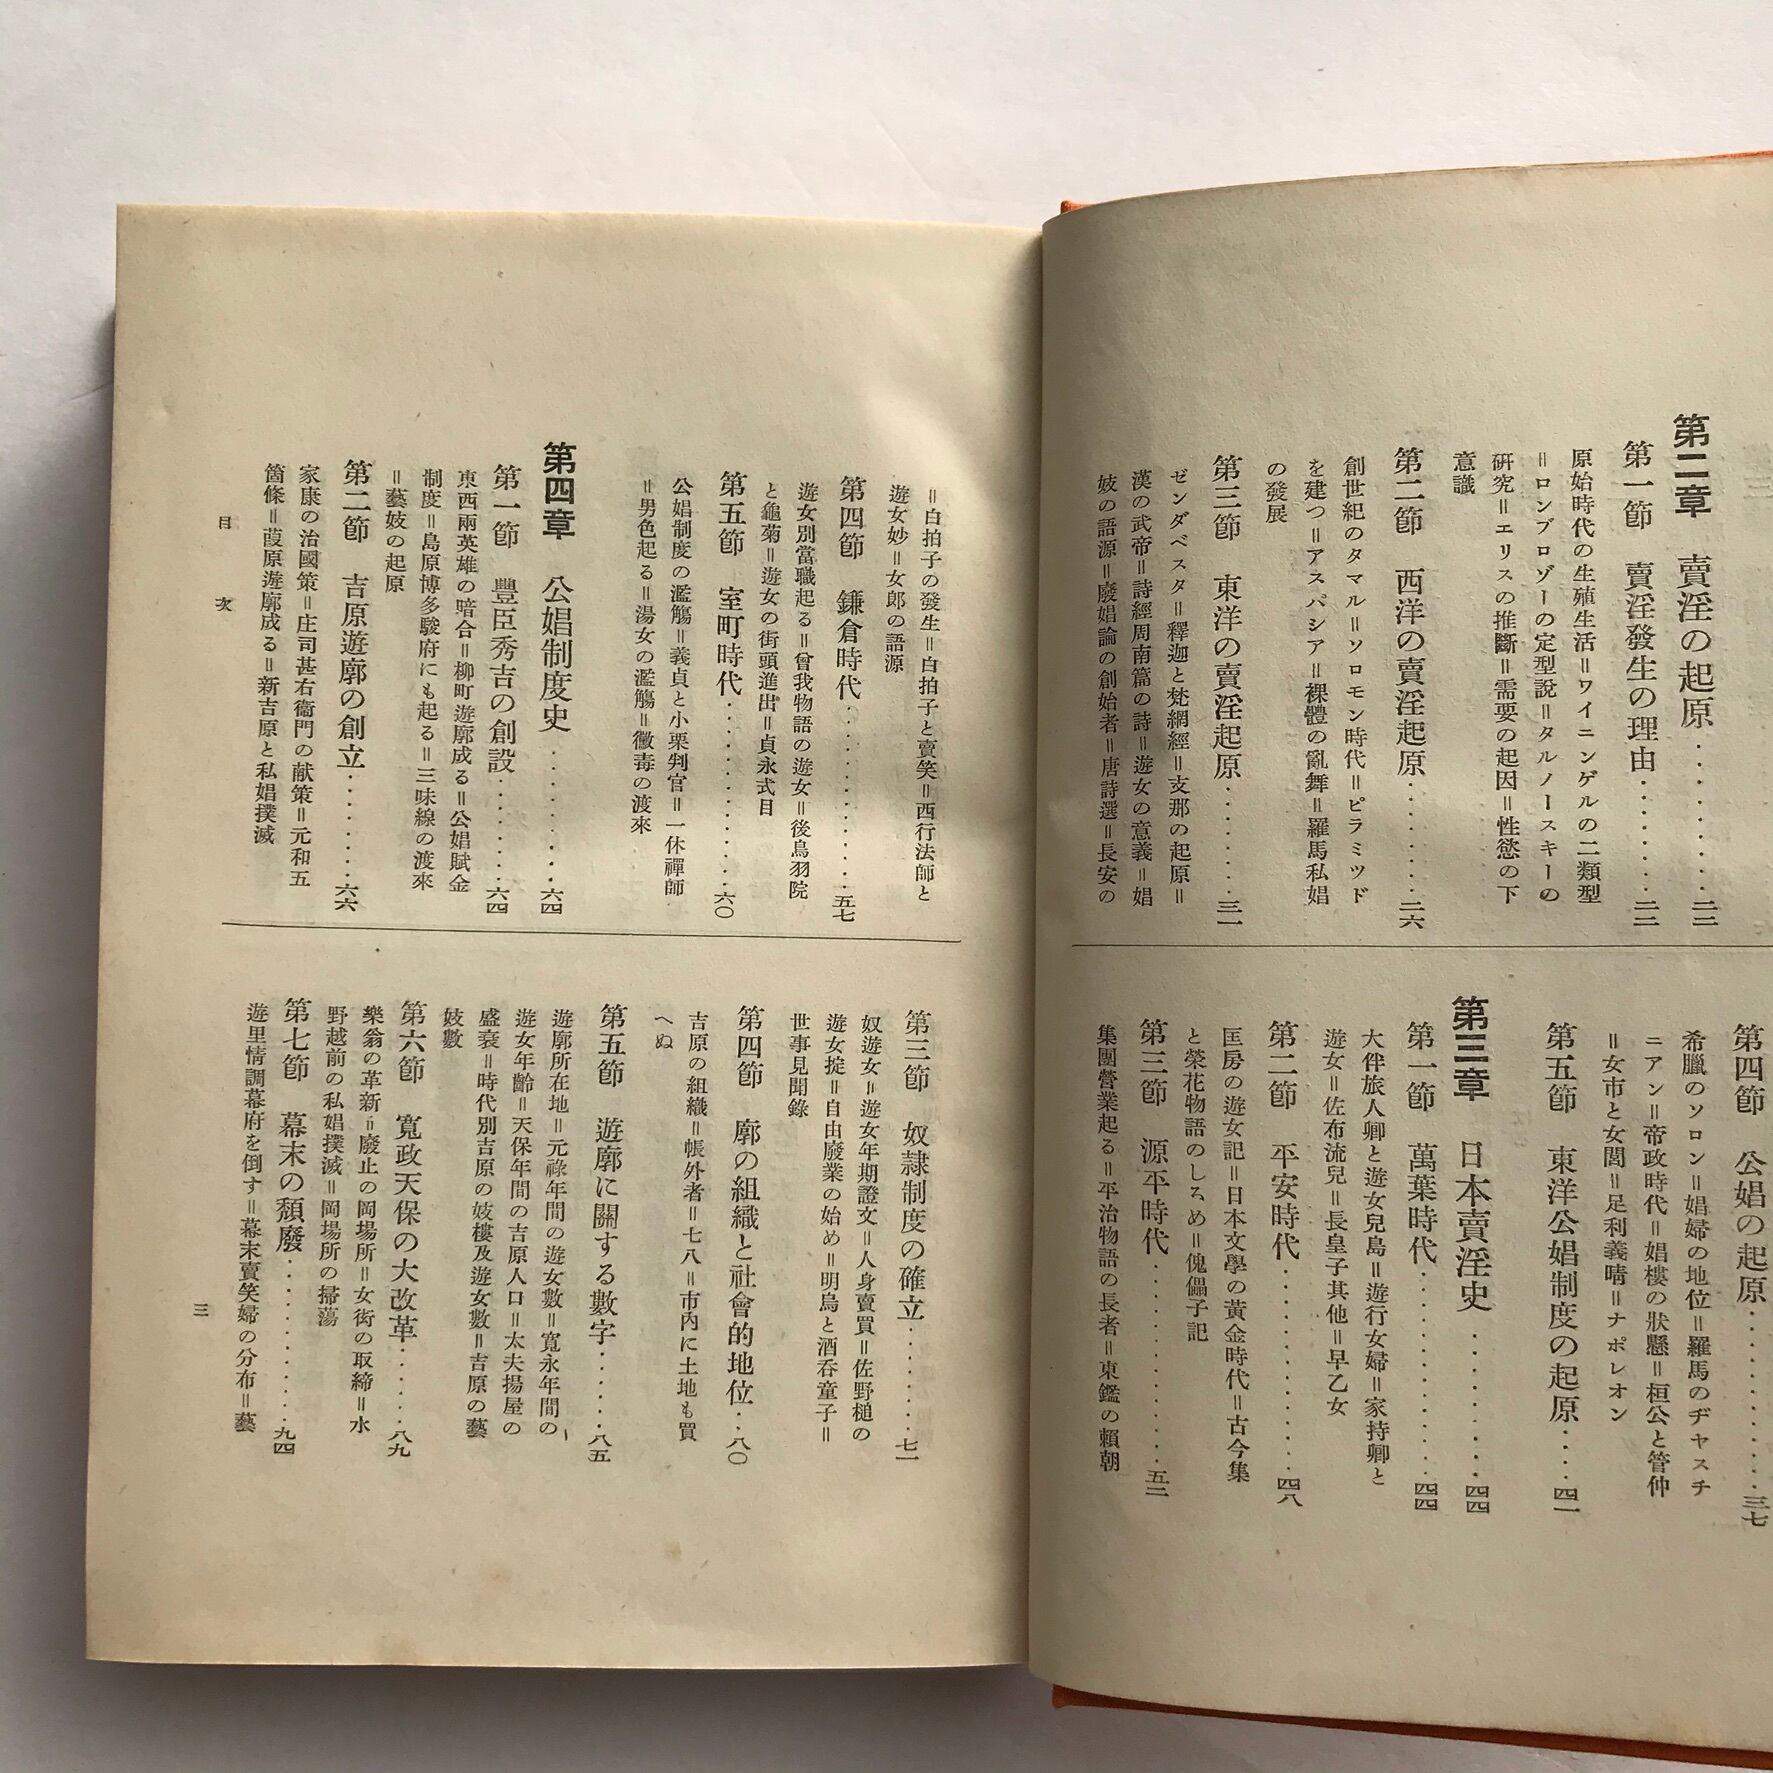 第二章　賣淫の起原………二二
第一節　賣淫發生の理由………二二
原始時代の生殖生活＝ワイニンゲルの二類型
＝ロンブロゾーの定型說＝タルノースキーの
硏究＝エリスの推斷＝需要の起因＝性慾の下
意識
第二節　西洋の賣淫起原………二六
創世紀のタマル＝ソロモン時代＝ピラミツド
を建つ＝アスパシア＝裸體の亂舞＝羅馬私娼
の發展
第三節　東洋の賣淫起原………三一
ゼンダベスタ＝釋迦と梵網經＝支那の起原＝
漢の武帝＝詩經周南篇の詩＝遊女の意義＝娼
妓の語源＝廢娼論の創始者＝唐詩選＝長安の
第四節　公娼の起原………三七
希臘のソロン＝娼婦の地位＝羅馬のヂヤスチ
ニアン＝帝政時代＝娼樓の狀態＝桓公と管仲
＝女市と女閭＝足利義晴＝ナポレオン
第五節　東洋公娼制度の起原……四一
第三章　日本賣淫史………四四
第一節　萬葉時代………四四
大伴旅人卿と遊女兒島＝遊行女婦＝家持卿と
遊女＝佐布流兒＝長皇子其他＝早乙女
第二節　平安時代………四八
匡房の遊女記＝日本文學の黃金時代＝古今集
と榮花物語のしろめ＝傀儡子記
第三節　源平時代………五二
集團營業起る＝平治物語の長者＝東鑑の賴朝
＝白拍子の發生＝白拍子と賣笑＝西行法師と
遊女妙＝女郎の語源
第四節　鎌倉時代………五七
遊女別當職起る＝曾我物語の遊女＝後鳥羽院
と龜菊＝遊女の街頭進出＝貞永式目
第五節　室町時代………六〇
公娼制度の濫觴＝義貞と小栗判官＝一休禪師
＝男色起る＝湯女の濫觴＝黴毒の渡來
第四章　公娼制度史………六四
第一節　豐臣秀吉の創設………六四
東西兩英雄の暗合＝柳町遊廓成る＝公娼賦金
制度＝島原博多駿府にも起る＝三味線の渡來
＝藝妓の起原
第二節　吉原遊廓の創立………六六
家康の治國策＝庄司甚右衞門の献策＝元和五
箇條＝葭原遊廓成る＝新吉原と私娼撲滅
第三節　奴隷制度の確立………七一
奴遊女＝遊女年期證文＝人身賣買＝佐野槌の
遊女掟＝自由廢業の始め＝明烏と酒呑童子＝
世事見聞錄
第四節　廓の組織と社會的地位…八〇
吉原の組織＝帳外者＝七八＝市內に土地も買
へぬ
第五節　遊廓に關する數字……八五
遊廓所在地＝元祿年間の遊女數＝寬永年間の
遊女年齡＝天保年間の吉原人口＝太夫揚屋の
盛衰＝時代別吉原の妓樓及遊女數＝吉原の藝
妓數
第六節　寬政天保の大改革……八九
樂翁の革新＝廢止の岡場所＝女衒の取締＝水
野越前の私娼撲滅＝岡場所の掃蕩
第七節　幕末の頽廢………九四
遊里情調幕府を倒す＝幕末賣笑婦の分布＝藝
目次
三